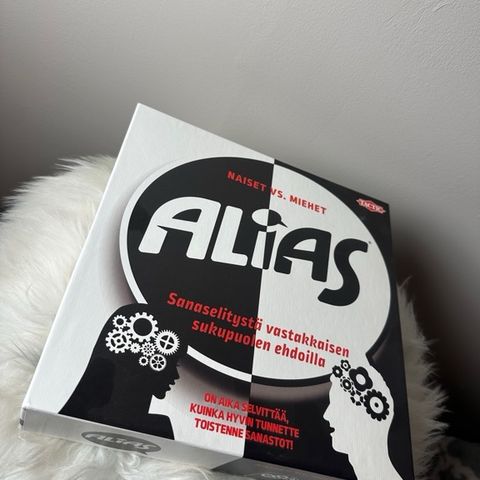 NAISET VS. MIEHET
TACTIC
ALIAS
Sanaselitystä vastakkaisen
sukupuolen ehdoilla
ON AIKA SELVITTÄÄ,
KUINKA HYVIN TUNNETTE
TOISTENNE SANASTOT!
ALIAS